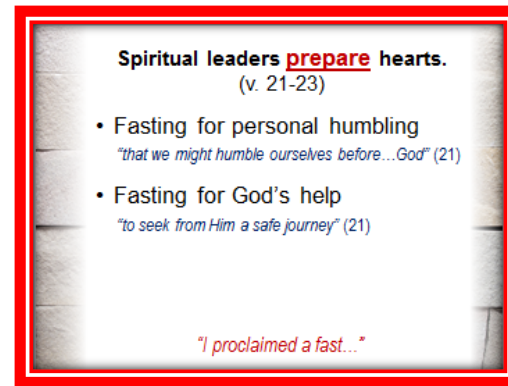 Spiritual leaders prepare hearts.
(v. 21-23)
• Fasting for personal humbling
“that we might humble ourselves before…God” (21)
• Fasting for God’s help
“to seek from Him a safe journey” (21)
“I proclaimed a fast…”